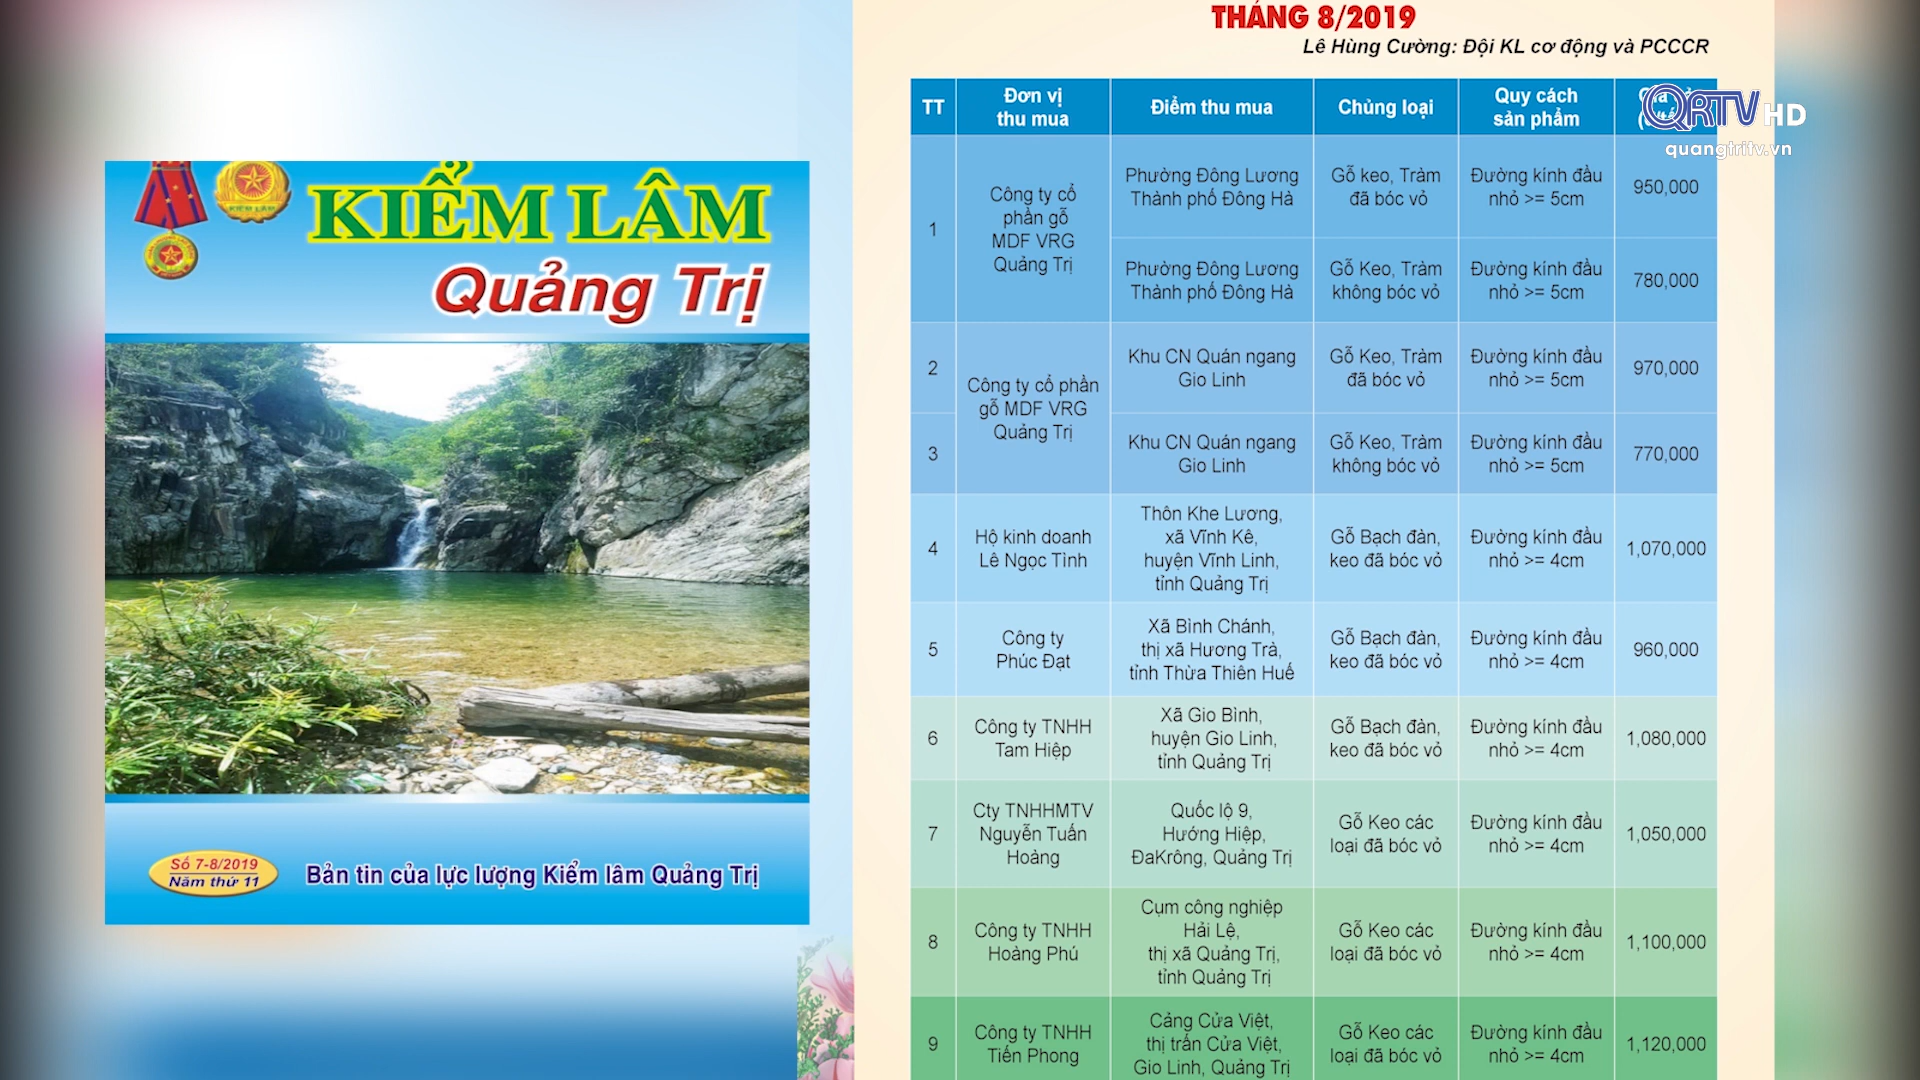 KIỂM LÂM
Quảng Trị
KIỂM LÂM
Số 7-8/2019
Năm thứ 11
Bản tin của lực lượng Kiểm lâm Quảng Trị
THÁNG 8/2019
Lê Hùng Cường: Đội KL cơ động và PCCCR
QRTV HD
quangtritv.vn
TT
Đơn vị
thu mua
Điểm thu mua
Chủng loại
Quy cách
sản phẩm
1
Công ty cổ
phần gỗ
MDF VRG
Quảng Trị
Phường Đông Lương
Thành phố Đông Hà
Gỗ keo, Tràm
đã bóc vỏ
Đường kính đầu
nhỏ >= 5cm
950,000
Phường Đông Lương
Thành phố Đông Hà
Gỗ Keo, Tràm
không bóc vỏ
Đường kính đầu
nhỏ >= 5cm
780,000
2
Công ty cổ phần
gỗ MDF VRG
Quảng Trị
Khu CN Quán ngang
Gio Linh
Gỗ Keo, Tràm
đã bóc vỏ
Đường kính đầu
nhỏ >= 5cm
970,000
3
Khu CN Quán ngang
Gio Linh
Gỗ Keo, Tràm
không bóc vỏ
Đường kính đầu
nhỏ >= 5cm
770,000
4
Hộ kinh doanh
Lê Ngọc Tình
Thôn Khe Lương,
xã Vĩnh Kê,
huyện Vĩnh Linh,
tỉnh Quảng Trị
Gỗ Bạch đàn,
keo đã bóc vỏ
Đường kính đầu
nhỏ >= 4cm
1,070,000
5
Công ty
Phúc Đạt
Xã Bình Chánh,
thị xã Hương Trà,
tỉnh Thừa Thiên Huế
Gỗ Bạch đàn,
keo đã bóc vỏ
Đường kính đầu
nhỏ >= 4cm
960,000
6
Công ty TNHH
Tam Hiệp
Xã Gio Bình,
huyện Gio Linh,
tỉnh Quảng Trị
Gỗ Bạch đàn,
keo đã bóc vỏ
Đường kính đầu
nhỏ >= 4cm
1,080,000
7
Cty TNHHMTV
Nguyễn Tuấn
Hoàng
Quốc lộ 9,
Hướng Hiệp,
ĐaKrông, Quảng Trị
Gỗ Keo các
loại đã bóc vỏ
Đường kính đầu
nhỏ >= 4cm
1,050,000
8
Công ty TNHH
Hoàng Phú
Cụm công nghiệp
Hải Lệ,
thị xã Quảng Trị,
tỉnh Quảng Trị
Gỗ Keo các
loại đã bóc vỏ
Đường kính đầu
nhỏ >= 4cm
1,100,000
9
Công ty TNHH
Tiến Phong
Cảng Cửa Việt,
thị trấn Cửa Việt,
Gio Linh, Quảng Trị
Gỗ Keo các
loại đã bóc vỏ
Đường kính đầu
nhỏ >= 4cm
1,120,000